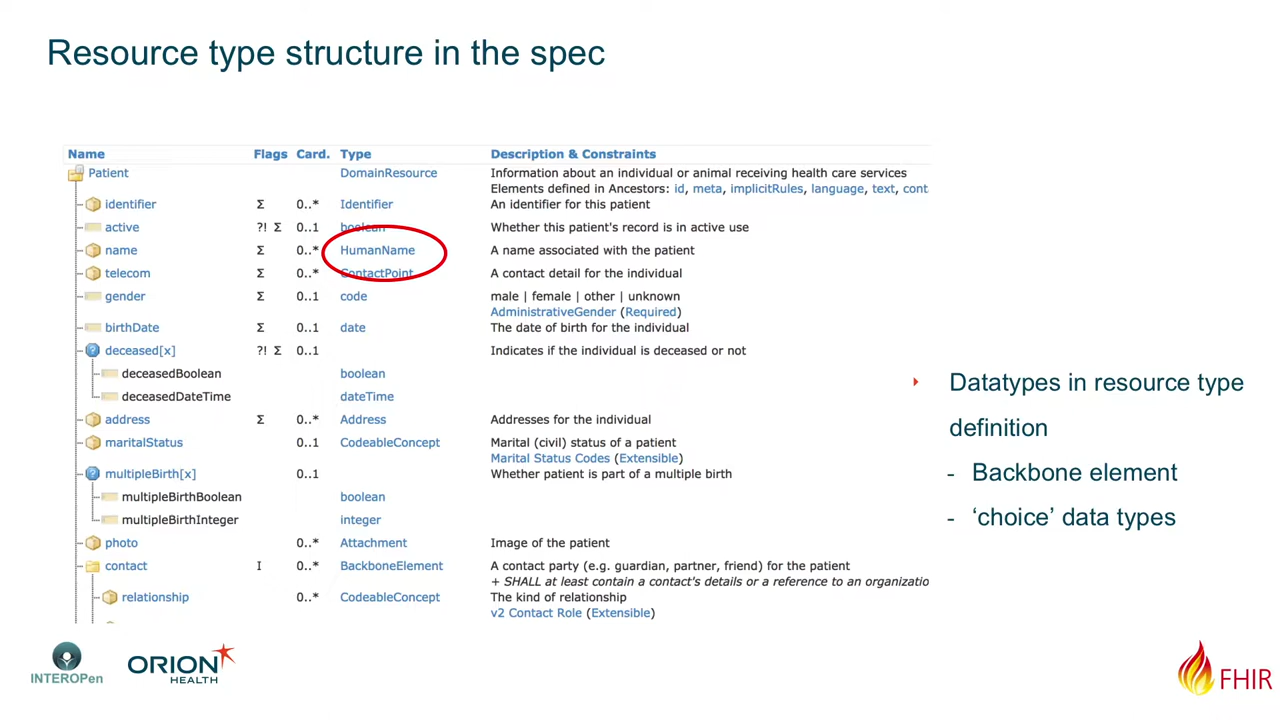 Resource type structure in the spec
Name Flags Card. Type Description & Constraints
Patient DomainResource Information about an individual or animal receiving health care services
Elements defined in Ancestors: id, meta, implicitRules, language, text, cont
identifier Σ 0..* Identifier An identifier for this patient
active ?! Σ 0..1 boolean Whether this patient's record is in active use
name Σ 0..* HumanName A name associated with the patient
telecom Σ 0..* ContactPoint A contact detail for the individual
gender Σ 0..1 code male | female | other | unknown
AdministrativeGender (Required)
birthDate Σ 0..1 date The date of birth for the individual
deceased[x] ?! Σ 0..1 Indicates if the individual is deceased or not
deceasedBoolean boolean
deceasedDateTime dateTime
address Σ 0..* Address Addresses for the individual
maritalStatus 0..1 CodeableConcept Marital (civil) status of a patient
Marital Status Codes (Extensible)
multipleBirth[x] 0..1 Whether patient is part of a multiple birth
multipleBirthBoolean boolean
multipleBirthInteger integer
photo 0..* Attachment Image of the patient
contact I 0..* BackboneElement A contact party (e.g. guardian, partner, friend) for the patient
+ SHALL at least contain a contact's details or a reference to an organizatio
relationship 0..* CodeableConcept The kind of relationship
v2 Contact Role (Extensible)
Datatypes in resource type
definition
- Backbone element
- ‘choice’ data types
INTEROPen
ORION
HEALTH
FHIR